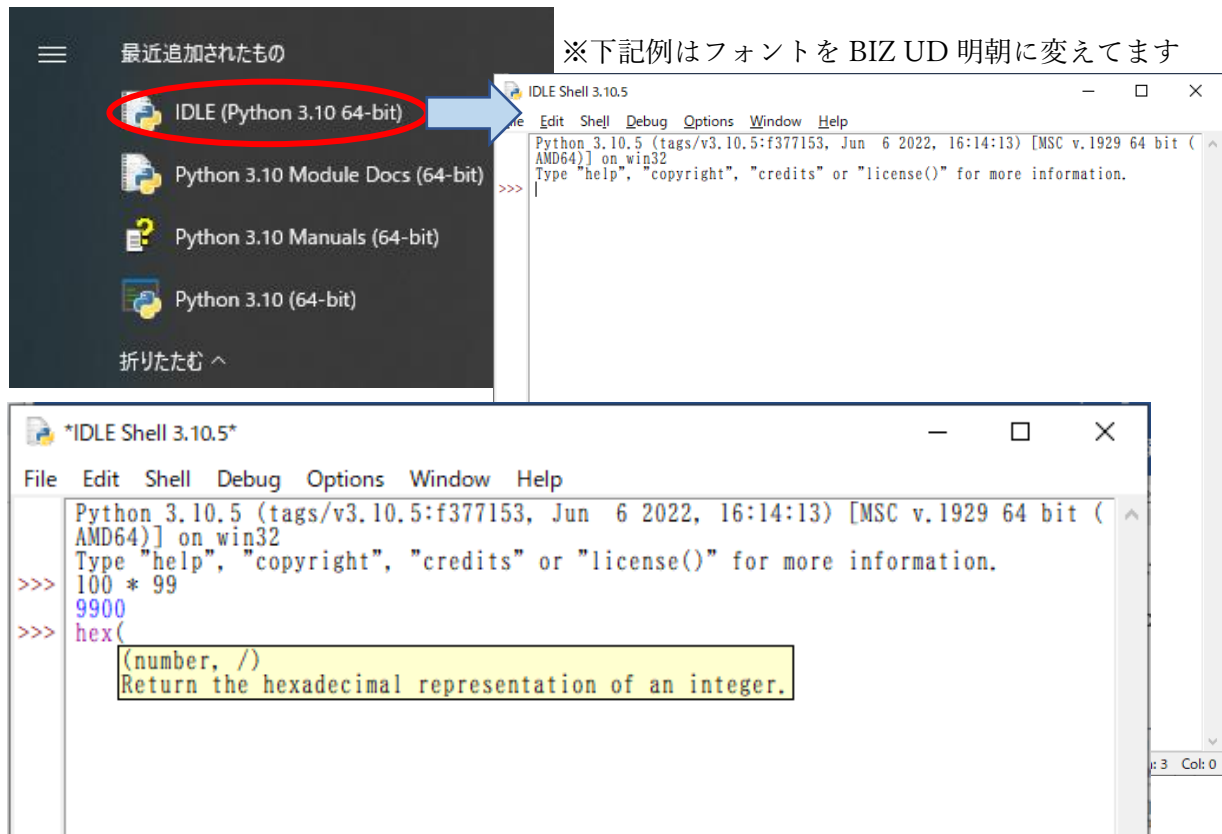 最近追加されたもの
IDLE (Python 3.10 64-bit)
Python 3.10 Module Docs (64-bit)
Python 3.10 Manuals (64-bit)
Python 3.10 (64-bit)
折りたたむ ヘ
※下記例はフォントを BIZ UD 明朝に変えてます
IDLE Shell 3.10.5
Edit Shell Debug Options Window Help
Python 3.10.5 (tags/v3.10.5:f377153, Jun  6 2022, 16:14:13) [MSC v.1929 64 bit (
AMD64)] on win32
Type "help", "copyright", "credits" or "license()" for more information.
>>>
: 3 Col: 0
*IDLE Shell 3.10.5*
File Edit Shell Debug Options Window Help
Python 3.10.5 (tags/v3.10.5:f377153, Jun  6 2022, 16:14:13) [MSC v.1929 64 bit (
AMD64)] on win32
Type "help", "copyright", "credits" or "license()" for more information.
>>> 100 * 99
9900
>>> hex(
(number, /)
Return the hexadecimal representation of an integer.